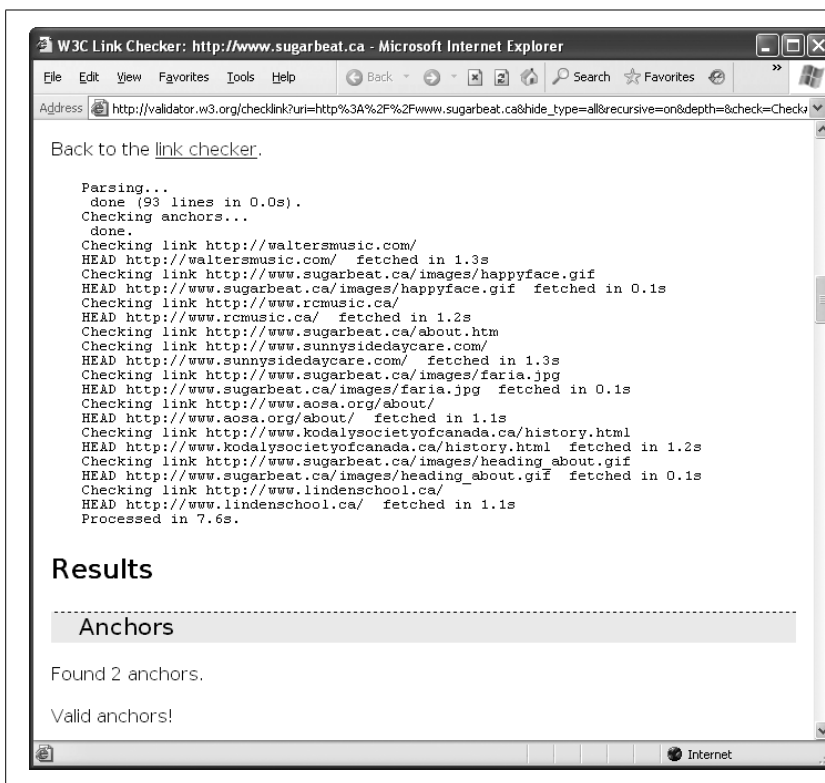 W3C Link Checker: http://www.sugarbeat.ca - Microsoft Internet Explorer
File Edit View Favorites Tools Help Back Search Favorites »
Address http://validator.w3.org/checklink?uri=http%3A%2F%2Fwww.sugarbeat.ca&hide_type=all&recursive=on&depth=&check=Check
Back to the link checker.
Parsing...
done (93 lines in 0.0s).
Checking anchors...
done.
Checking link http://waltersmusic.com/
HEAD http://waltersmusic.com/ fetched in 1.3s
Checking link http://www.sugarbeat.ca/images/happyface.gif
HEAD http://www.sugarbeat.ca/images/happyface.gif fetched in 0.1s
Checking link http://www.rcmusic.ca/
HEAD http://www.rcmusic.ca/ fetched in 1.2s
Checking link http://www.sugarbeat.ca/about.htm
Checking link http://www.sunnysidedaycare.com/
HEAD http://www.sunnysidedaycare.com/ fetched in 1.3s
Checking link http://www.sugarbeat.ca/images/faria.jpg
HEAD http://www.sugarbeat.ca/images/faria.jpg fetched in 0.1s
Checking link http://www.aosa.org/about/
HEAD http://www.aosa.org/about/ fetched in 1.1s
Checking link http://www.kodalysocietyofcanada.ca/history.html
HEAD http://www.kodalysocietyofcanada.ca/history.html fetched in 1.2s
Checking link http://www.sugarbeat.ca/images/heading_about.gif
HEAD http://www.sugarbeat.ca/images/heading_about.gif fetched in 0.1s
Checking link http://www.lindenschool.ca/
HEAD http://www.lindenschool.ca/ fetched in 1.1s
Processed in 7.6s.
Results
Anchors
Found 2 anchors.
Valid anchors!
Internet